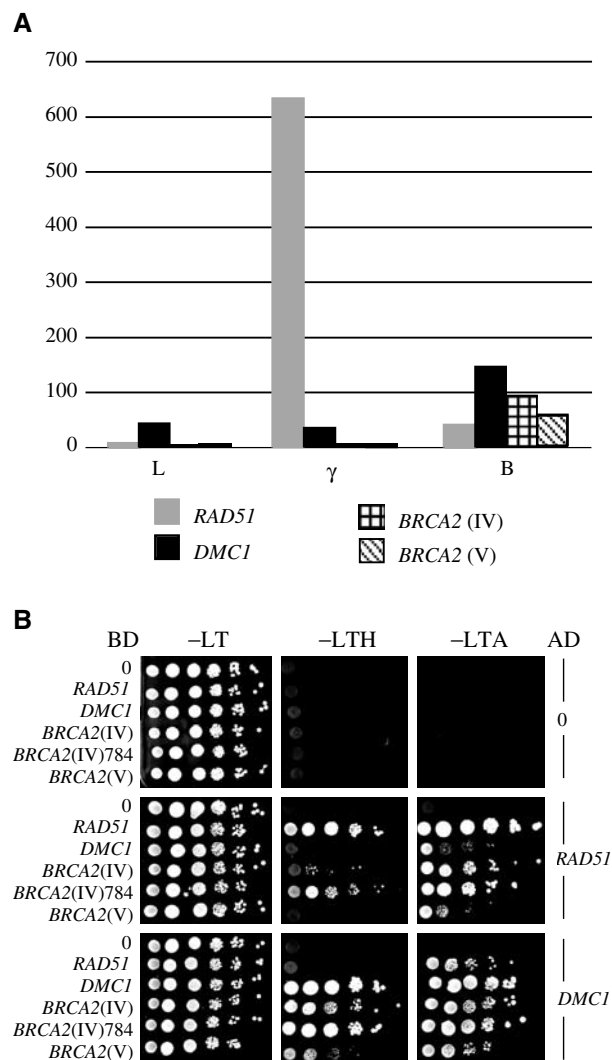 A
700
600
500
400
300
200
100
0
L γ B
RAD51 BRCA2 (IV)
DMC1 BRCA2 (V)
B
BD –LT –LTH –LTA AD
0
RAD51
DMC1
BRCA2(IV)
BRCA2(IV)784
BRCA2(V)
0
0
RAD51
DMC1
BRCA2(IV)
BRCA2(IV)784
BRCA2(V)
RAD51
0
RAD51
DMC1
BRCA2(IV)
BRCA2(IV)784
BRCA2(V)
DMC1